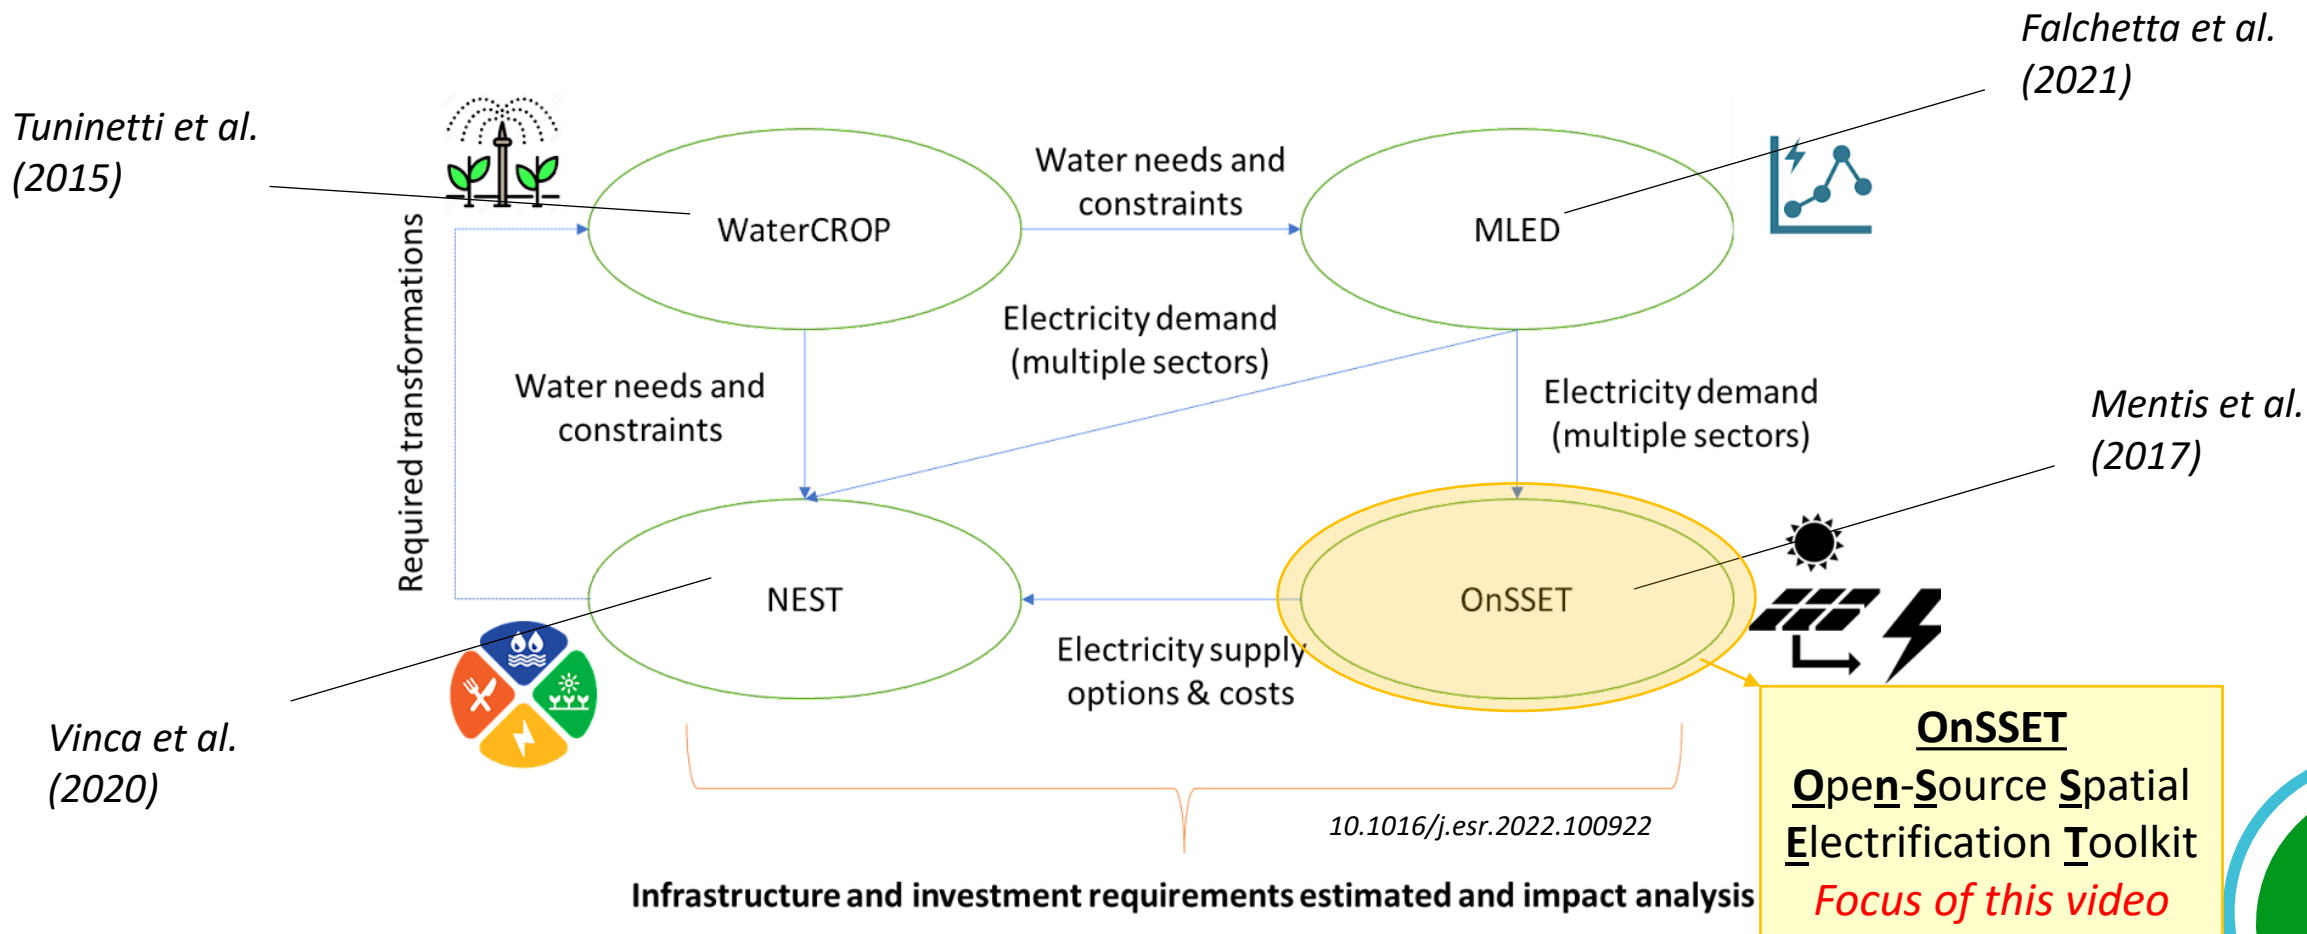 Falchetta et al.
(2021)
Tuninetti et al.
(2015)
Water needs and
constraints
WaterCROP
MLED
Required transformations
Electricity demand
(multiple sectors)
Water needs and
constraints
Electricity demand
(multiple sectors)
Mentis et al.
(2017)
NEST
OnSSET
Electricity supply
options & costs
Vinca et al.
(2020)
OnSSET
Open-Source Spatial
Electrification Toolkit
Focus of this video
10.1016/j.esr.2022.100922
Infrastructure and investment requirements estimated and impact analysis